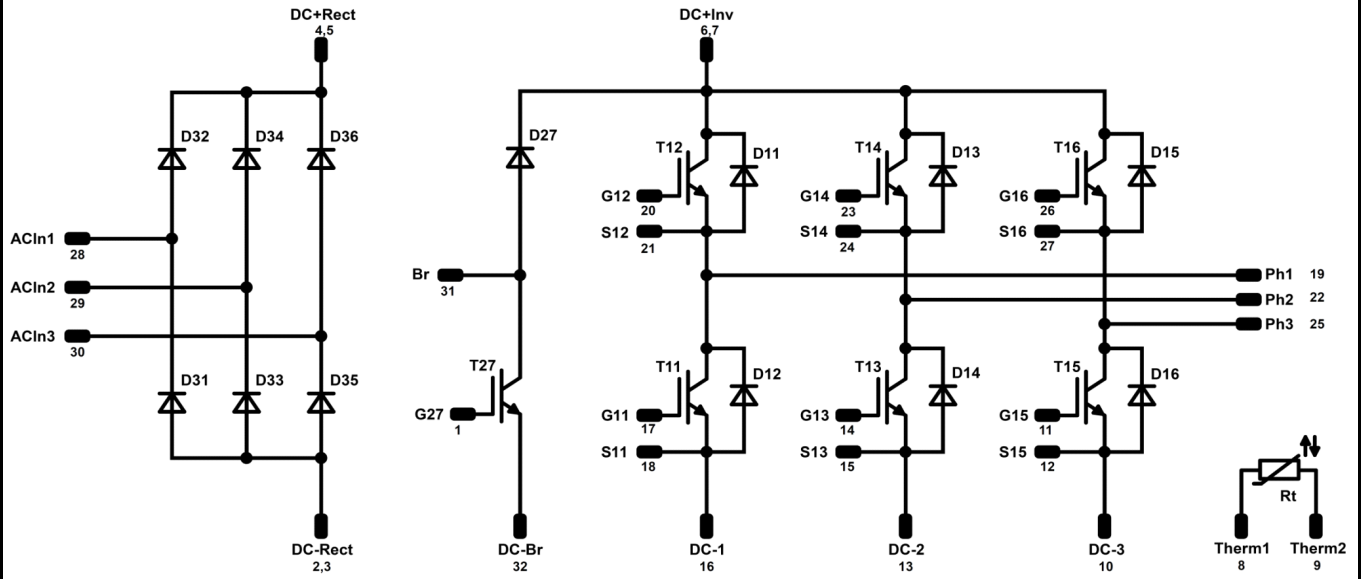 DC+Rect
4,5
DC+Inv
6,7
D32
D34
D36
D27
T12
D11
T14
D13
T16
D15
G12
20
G14
23
G16
26
S12
21
S14
24
S16
27
ACIn1
28
ACIn2
29
ACIn3
30
Br
31
Ph1 19
Ph2 22
Ph3 25
D31
D33
D35
T27
G27
1
T11
D12
T13
D14
T15
D16
G11
17
G13
14
G15
11
S11
18
S13
15
S15
12
Rt
DC-Rect
2,3
DC-Br
32
DC-1
16
DC-2
13
DC-3
10
Therm1
8
Therm2
9